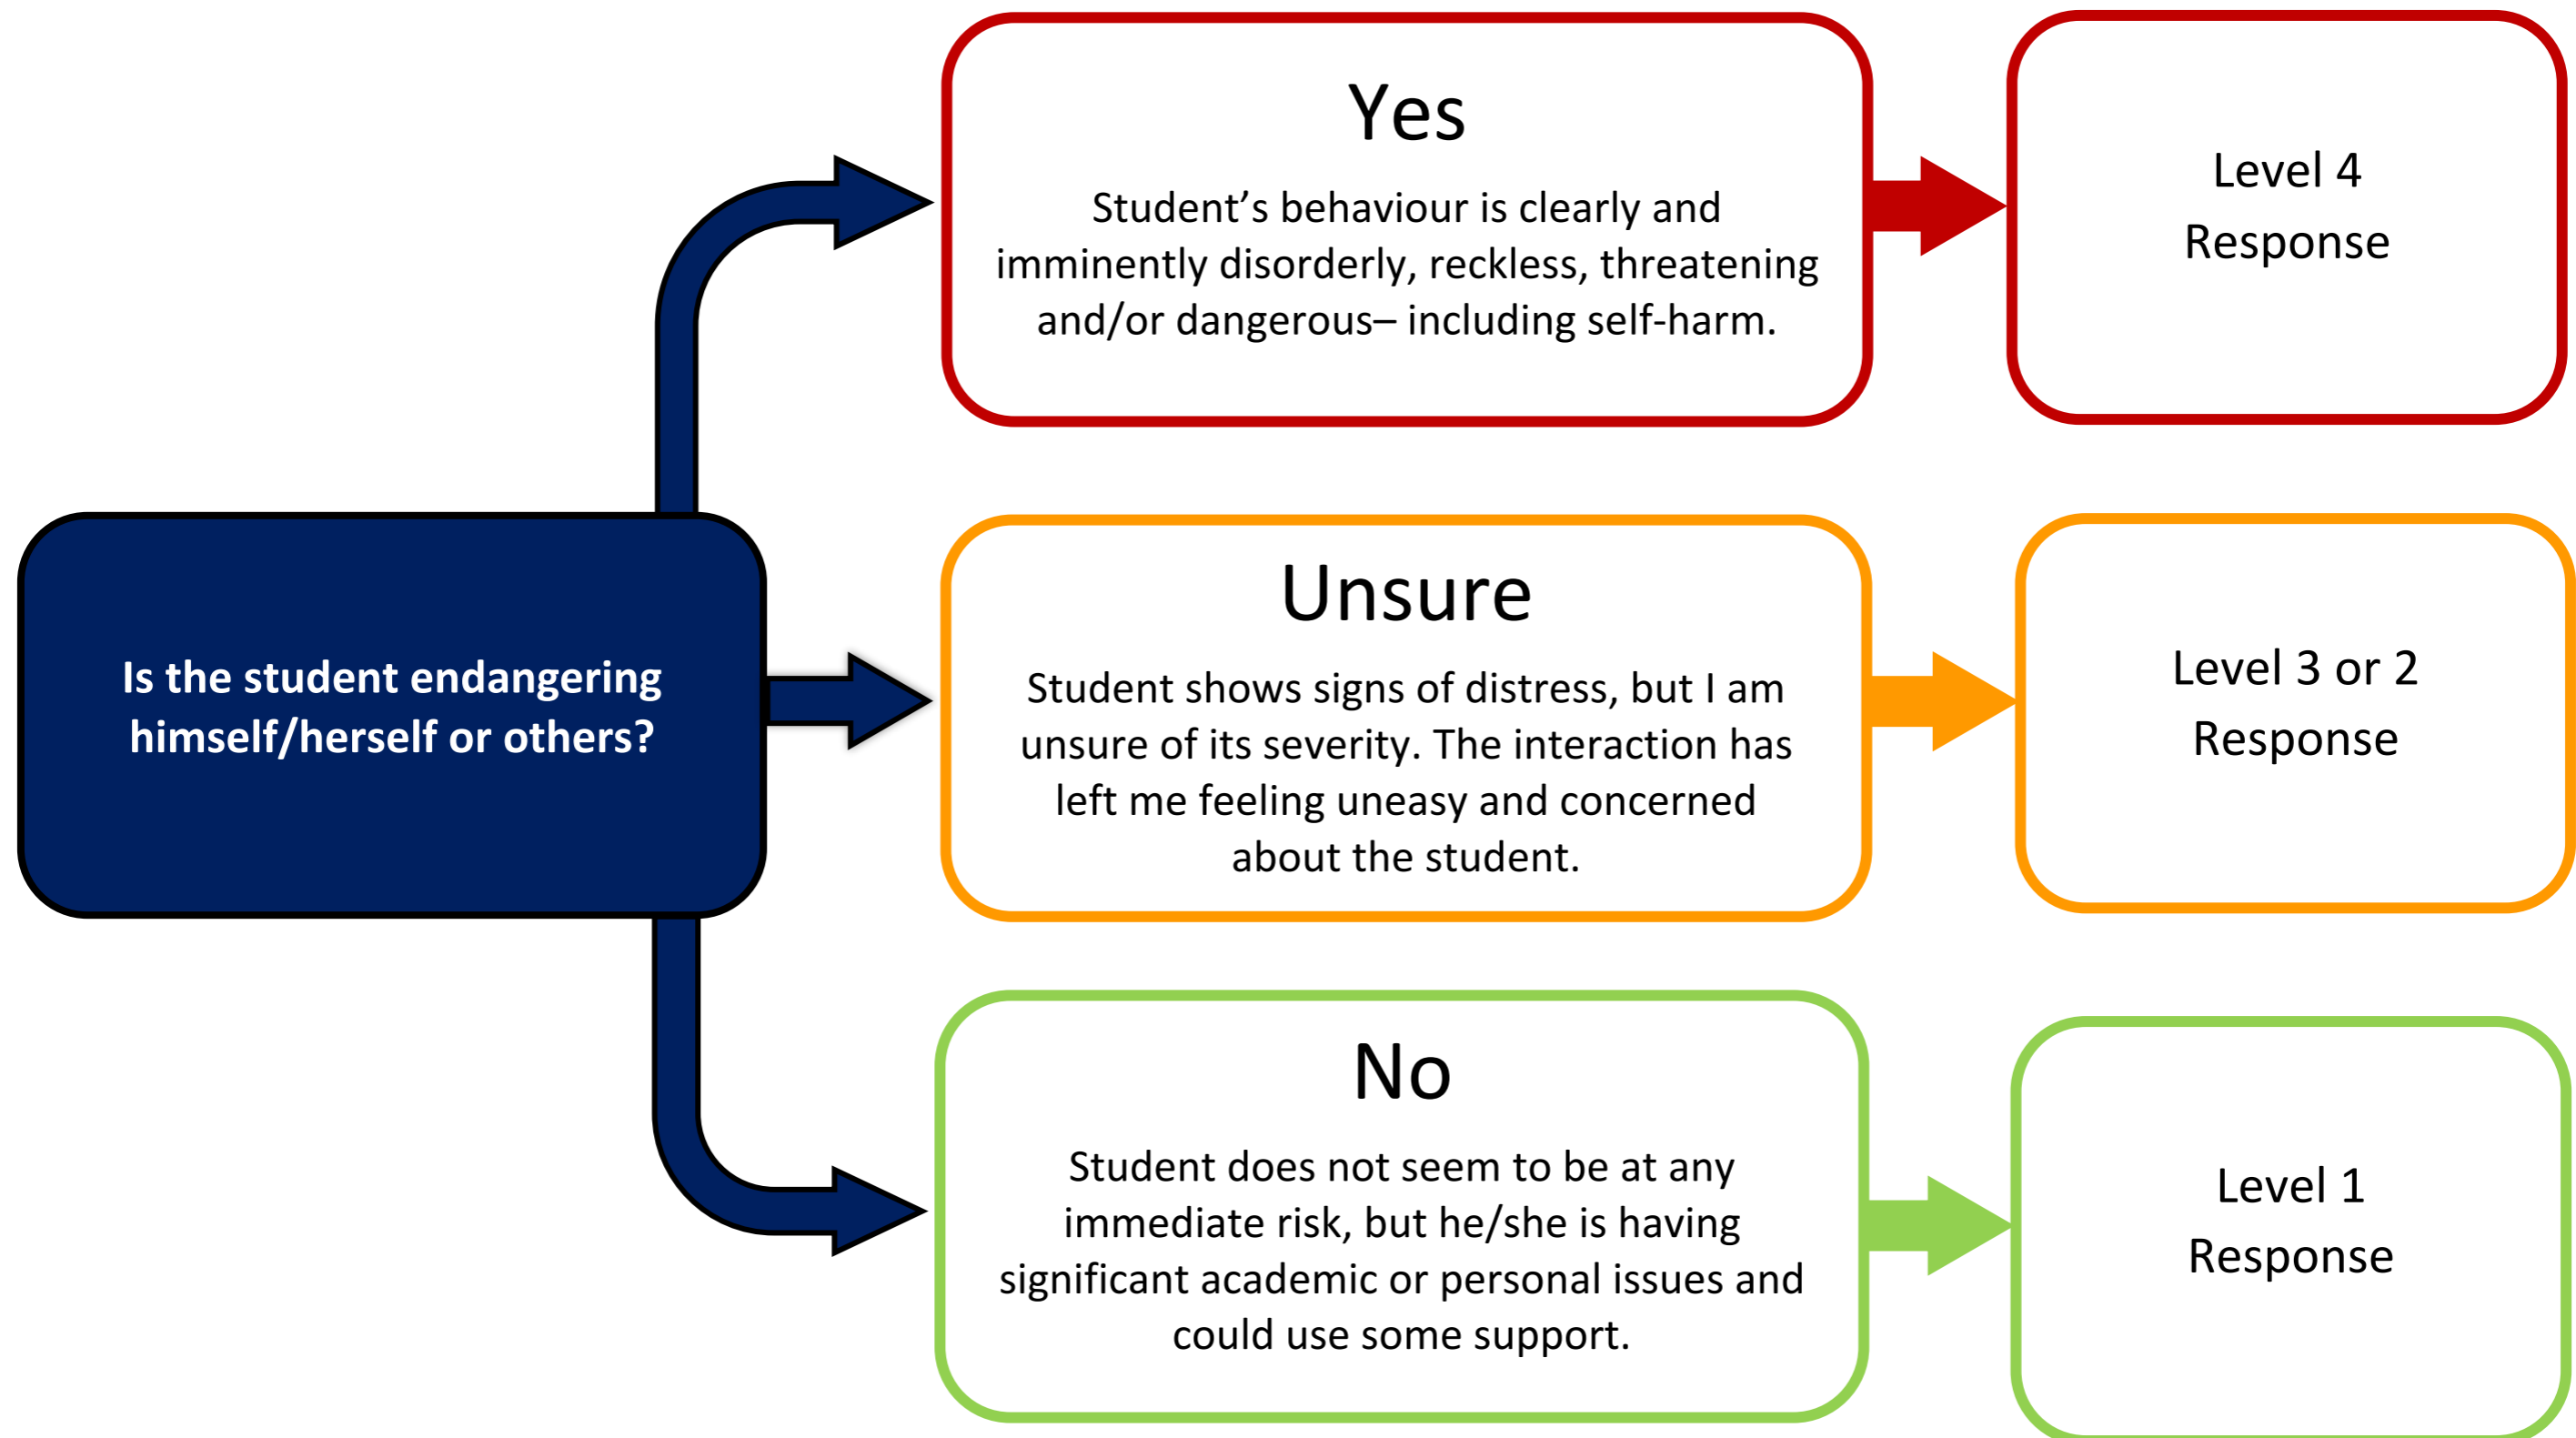 Is the student endangering
himself/herself or others?
Yes
Student’s behaviour is clearly and
imminently disorderly, reckless, threatening
and/or dangerous– including self-harm.
Level 4
Response
Unsure
Student shows signs of distress, but I am
unsure of its severity. The interaction has
left me feeling uneasy and concerned
about the student.
Level 3 or 2
Response
No
Student does not seem to be at any
immediate risk, but he/she is having
significant academic or personal issues and
could use some support.
Level 1
Response